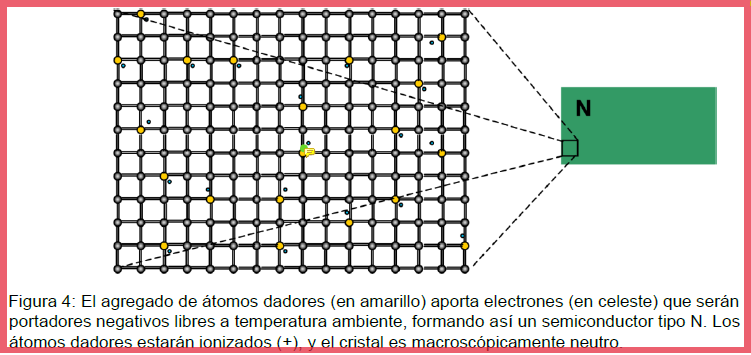 N
Figura 4: El agregado de átomos dadores (en amarillo) aporta electrones (en celeste) que serán
portadores negativos libres a temperatura ambiente, formando así un semiconductor tipo N. Los
átomos dadores estarán ionizados (+), y el cristal es macroscópicamente neutro.